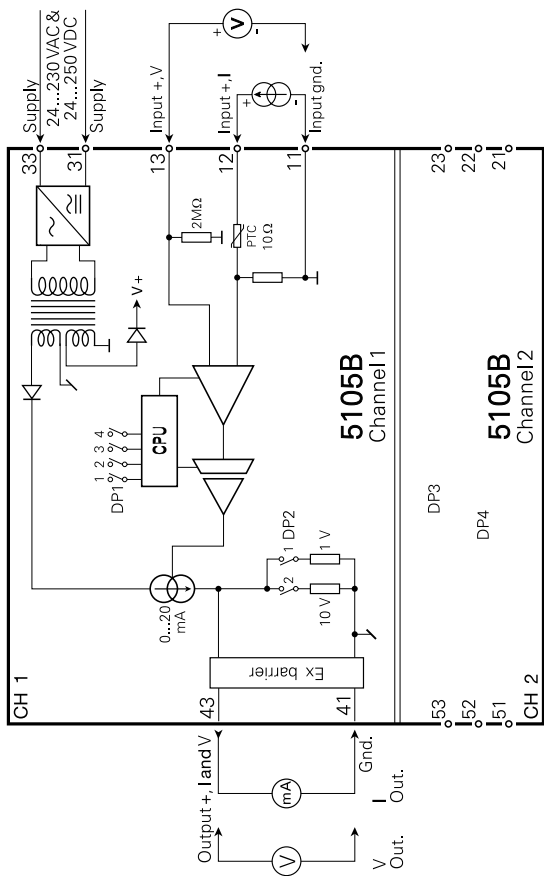 Supply
24...230 VAC &
24...250 VDC
Supply
Input +, V
Input +, I
Input gnd.
V
+
-
+
-
33
31
13
12
11
23
22
21
V+
2MΩ
PTC
10Ω
1 2 3 4
DP1
CPU
5105B
Channel 1
5105B
Channel 2
DP3
DP4
0...20
mA
2
1
DP2
10 V
1 V
Ex barrier
CH 1
43
41
53
52
51
CH 2
Output +, I and V
Gnd.
mA
V
I
Out.
V
Out.